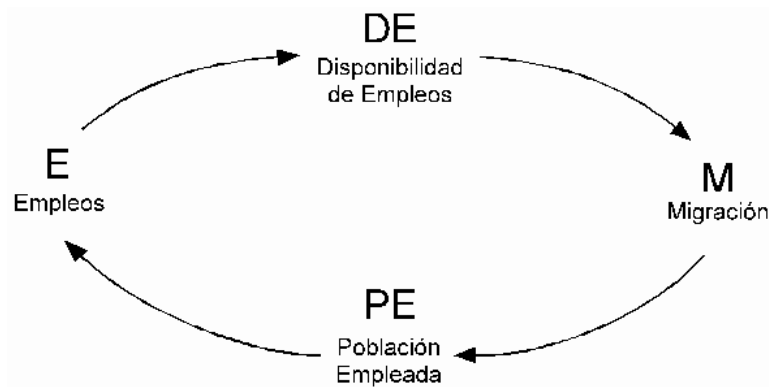 DE
Disponibilidad
de Empleos
E
Empleos
M
Migración
PE
Población
Empleada